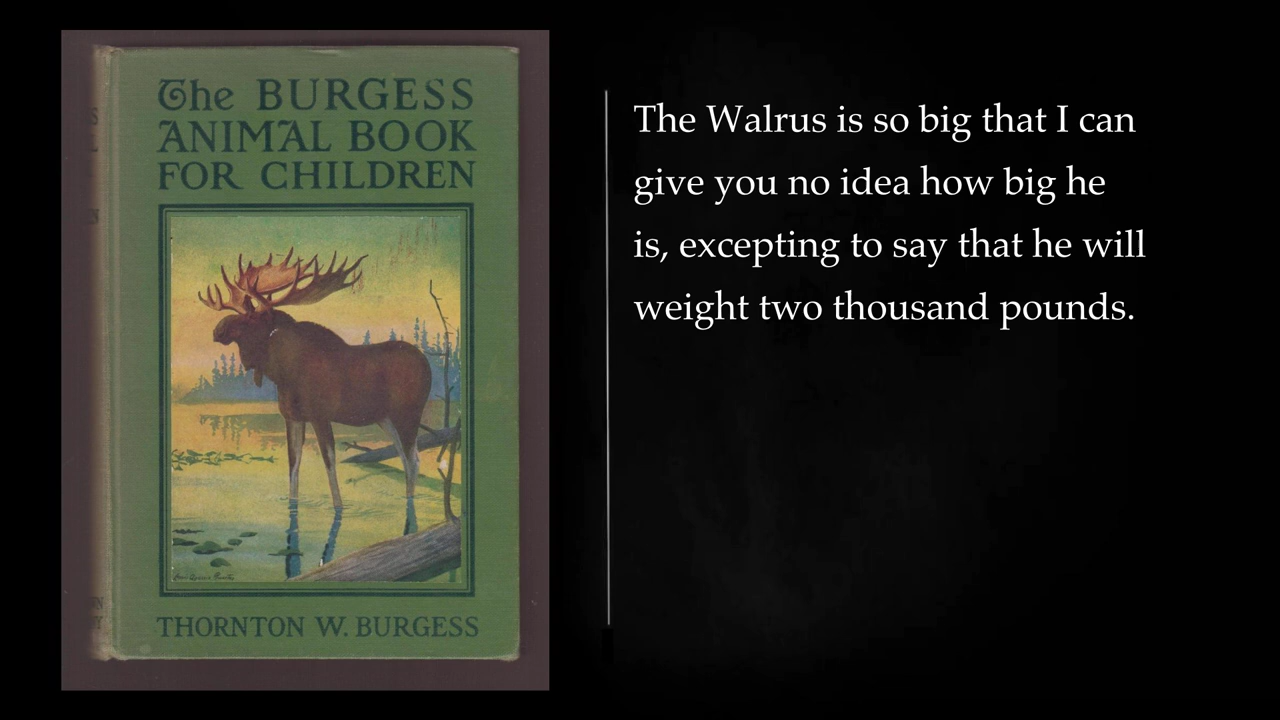 The BURGESS
ANIMAL BOOK
FOR CHILDREN
THORNTON W. BURGESS
The Walrus is so big that I can
give you no idea how big he
is, excepting to say that he will
weight two thousand pounds.